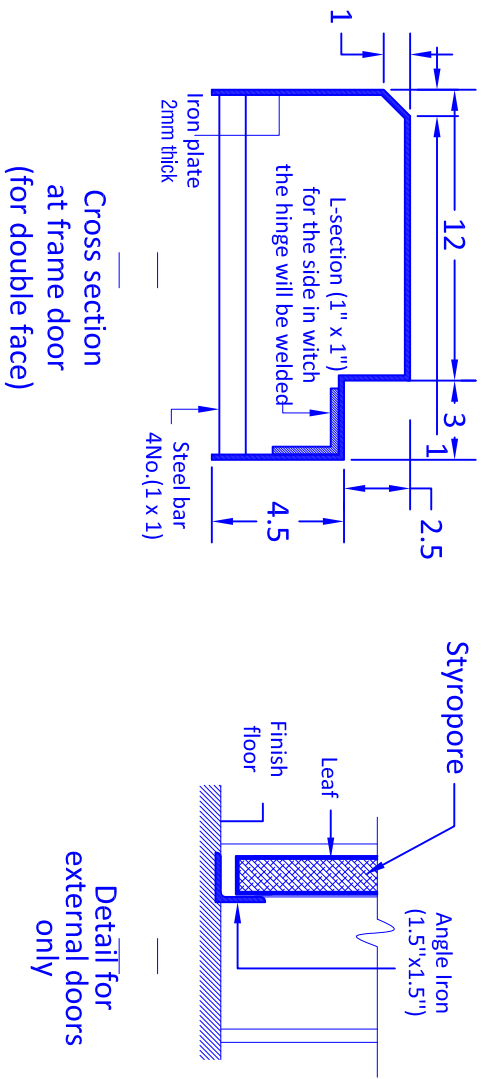 1
12
3
1
2.5
4.5
Iron plate
2mm thick
L-section (1" x 1")
for the side in witch
the hinge will be welded
Steel bar
4No.(1 x 1)
Cross section
at frame door
(for double face)
Styropore
Leaf
Finish
floor
Angle Iron
(1.5"x1.5")
Detail for
external doors
only